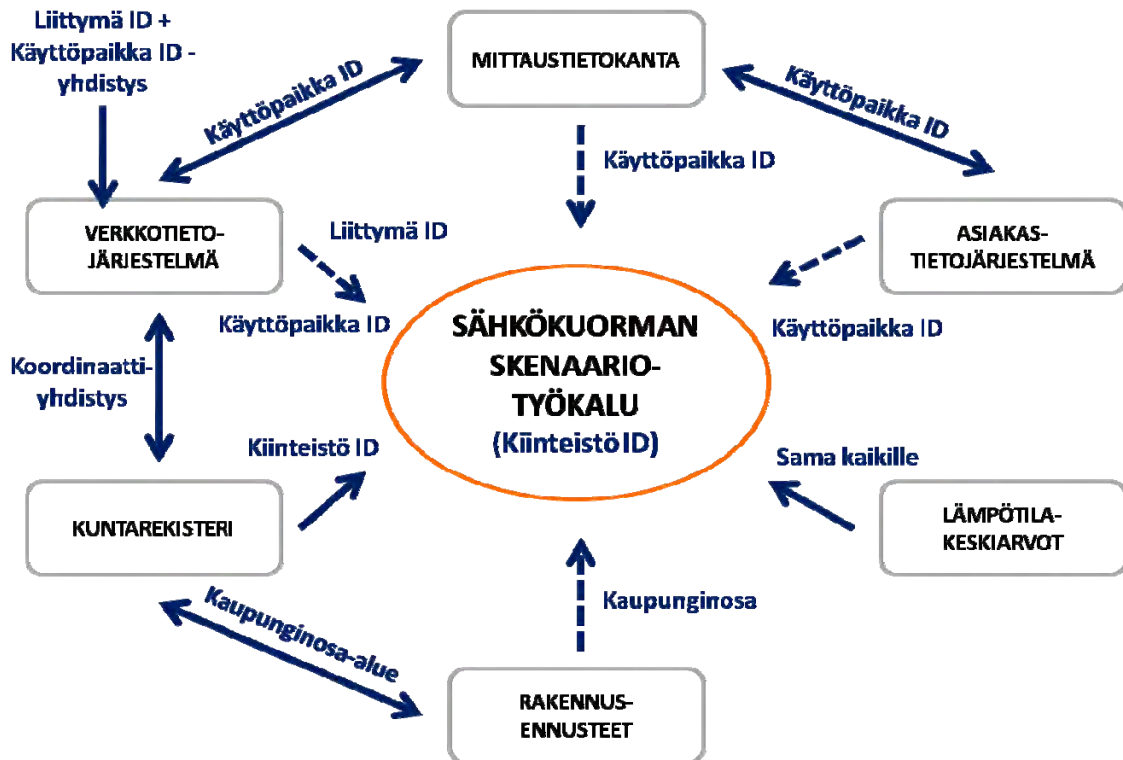 Liittymä ID +
Käyttöpaikka ID -
yhdistys
MITTAUSTIETOKANTA
Käyttöpaikka ID
Käyttöpaikka ID
Käyttöpaikka ID
VERKKOTIETO-
JÄRJESTELMÄ
Liittymä ID
Käyttöpaikka ID
ASIAKAS-
TIETOJÄRJESTELMÄ
Käyttöpaikka ID
SÄHKÖKUORMAN
SKENAARIO-
TYÖKALU
(Kiinteistö ID)
Koordinaatti-
yhdistys
Kiinteistö ID
Sama kaikille
KUNTAREKISTERI
LÄMPÖTILA-
KESKIARVOT
Kaupunginosa-alue
Kaupunginosa
RAKENNUS-
ENNUSTEET